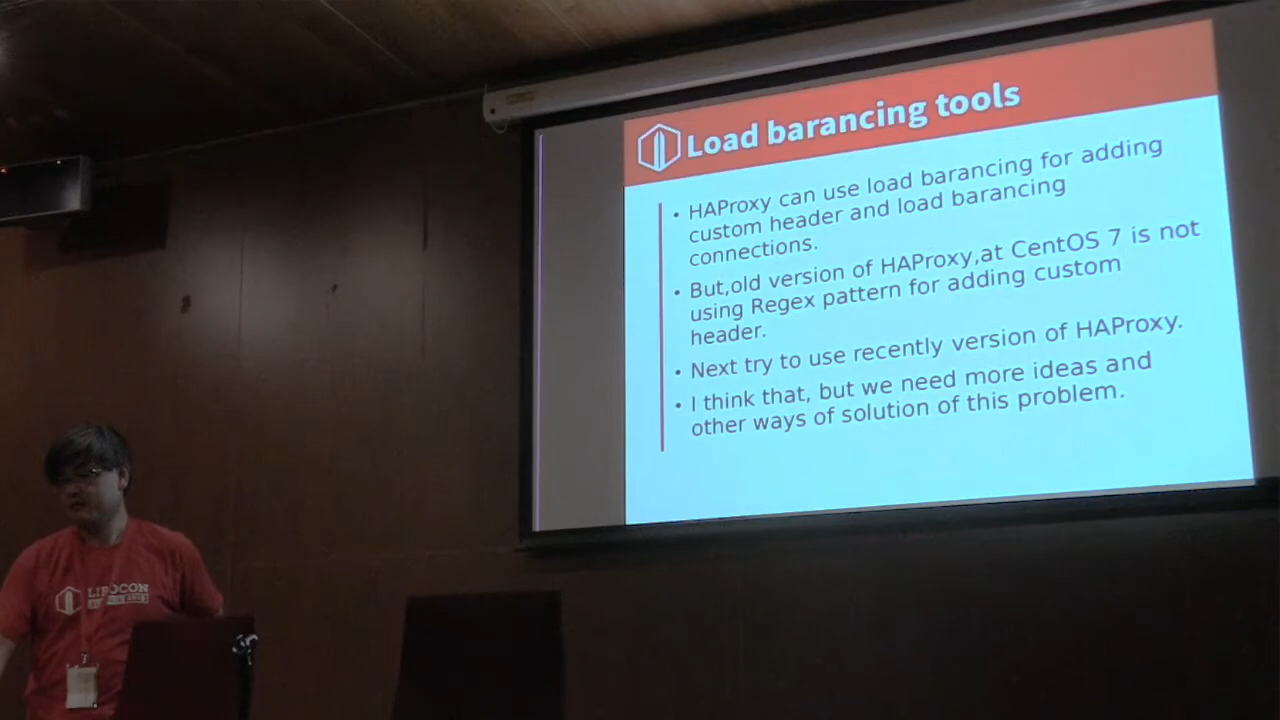 Load barancing tools
• HAProxy can use load barancing for adding
custom header and load barancing
connections.
• But,old version of HAProxy,at CentOS 7 is not
using Regex pattern for adding custom
header.
• Next try to use recently version of HAProxy.
• I think that, but we need more ideas and
other ways of solution of this problem.
LIBOCON